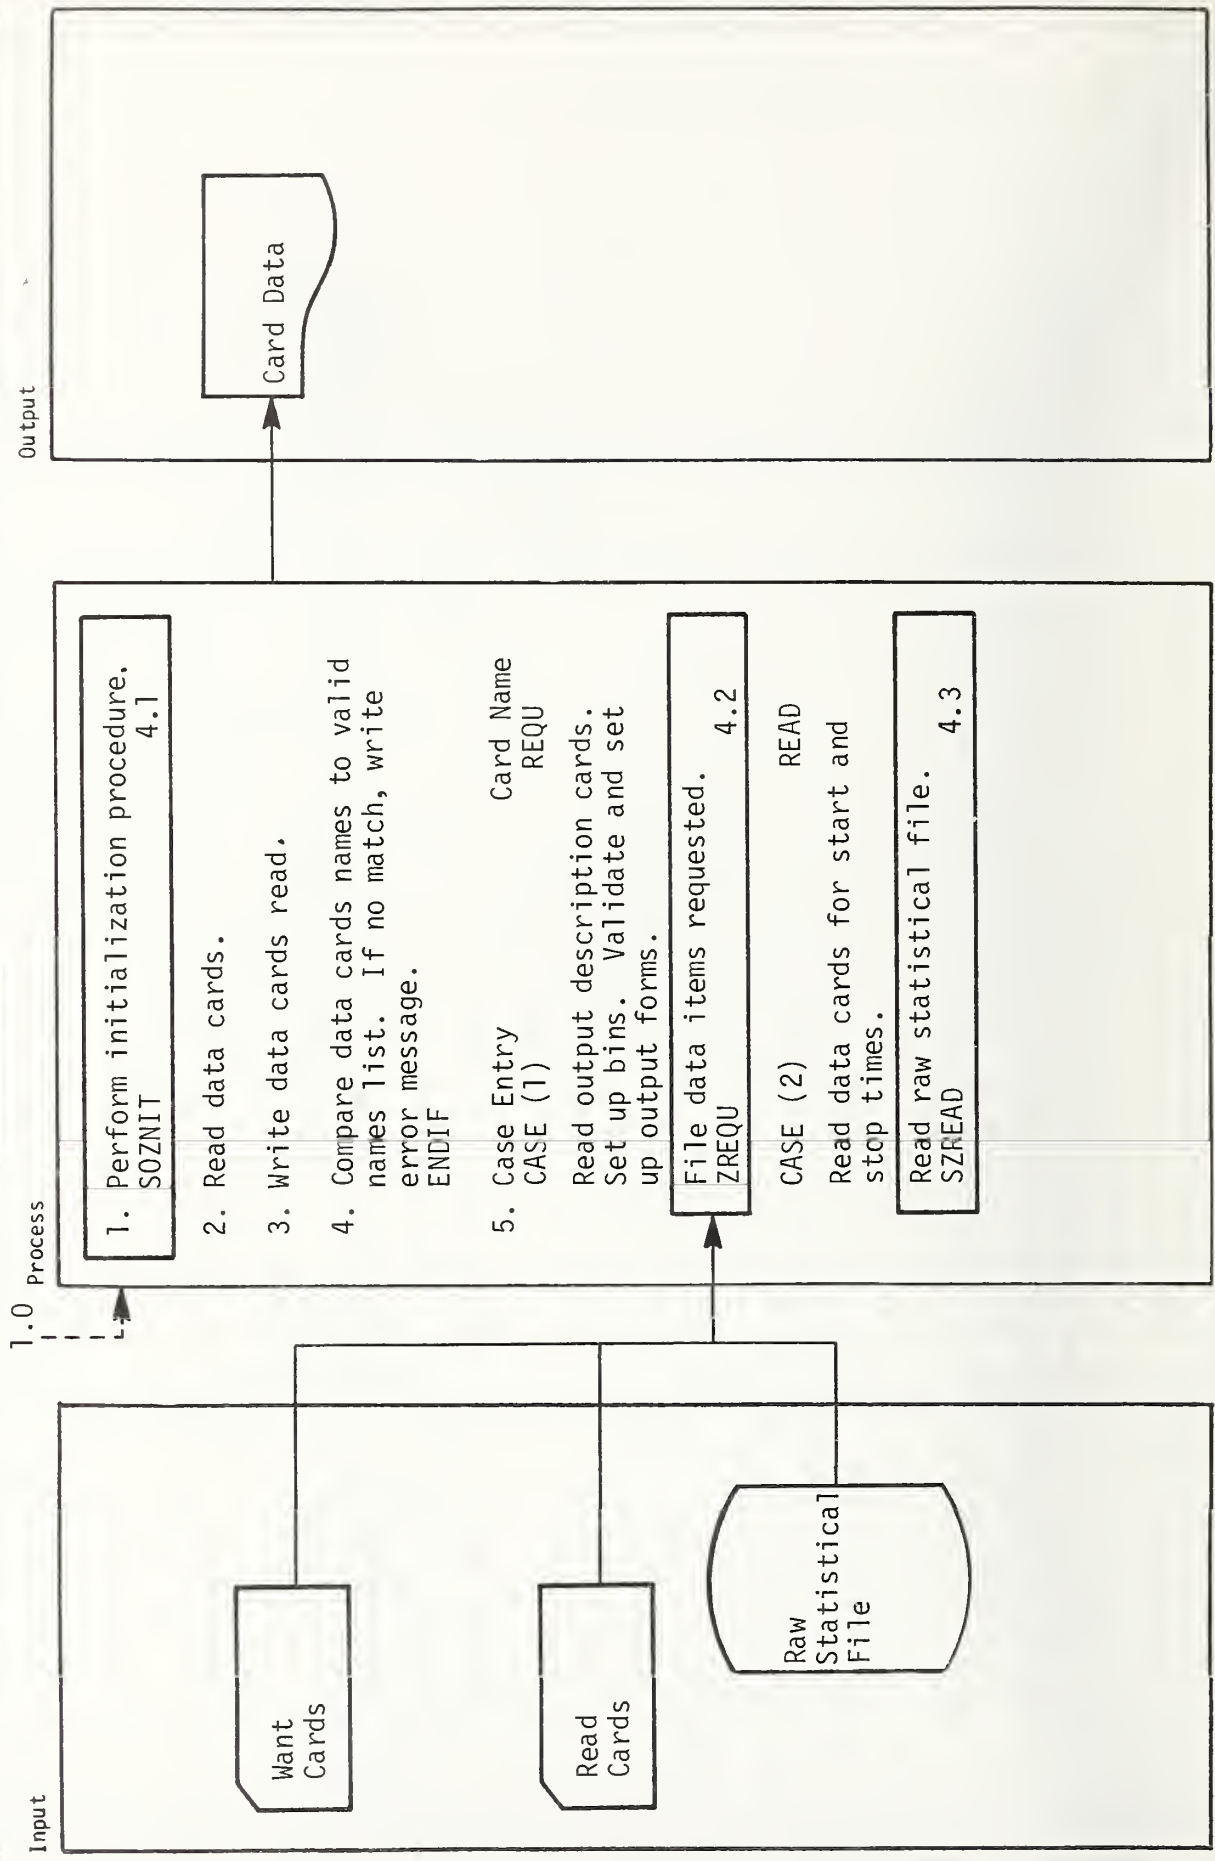 Input
Want
Cards
Read
Cards
Raw
Statistical
File
1.0
Process
1. Perform initialization procedure.
SOZNIT 4.1
2. Read data cards.
3. Write data cards read.
4. Compare data cards names to valid
names list. If no match, write
error message.
ENDIF
5. Case Entry Card Name
CASE (1) REQU
Read output description cards.
Set up bins. Validate and set
up output forms.
File data items requested.
ZREQU 4.2
CASE (2) READ
Read data cards for start and
stop times.
Read raw statistical file.
SZREAD 4.3
Output
Card Data